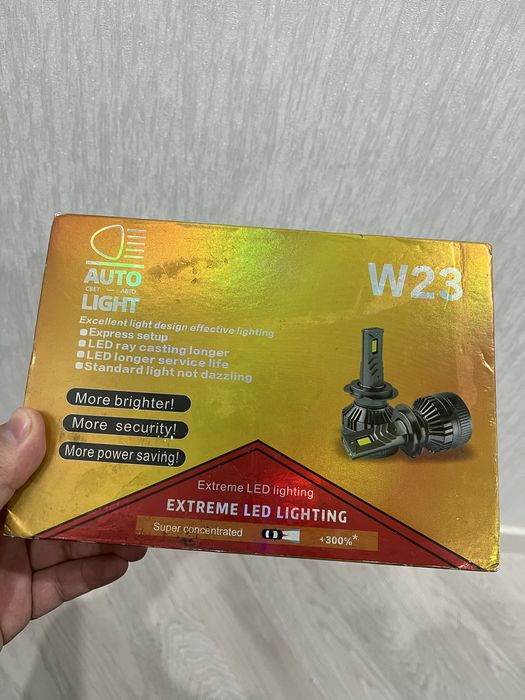 AUTO
СВЕТ — АВТО
LIGHT
W23
Excellent light design effective lighting
Express setup
LED ray casting longer
LED longer service life
Standard light not dazzling
More brighter!
More security!
More power saving!
Extreme LED lighting
EXTREME LED LIGHTING
Super concentrated +300%*